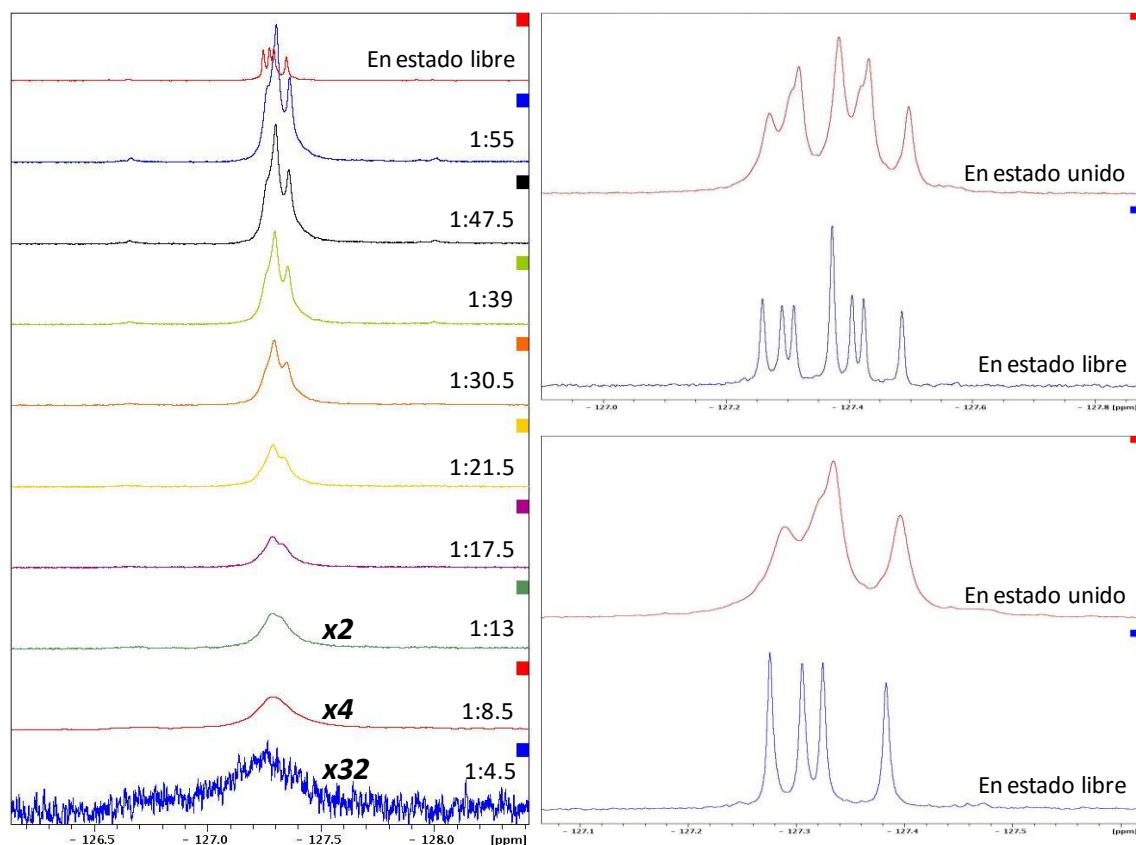 En estado libre
1:55
1:47.5
1:39
1:30.5
1:21.5
1:17.5
x2
1:13
x4
1:8.5
x32
1:4.5
- 126.5
- 127.0
- 127.5
- 128.0
[ppm]
En estado unido
En estado libre
- 127.0
- 127.2
- 127.4
- 127.6
- 127.8
[ppm]
En estado unido
En estado libre
- 127.1
- 127.2
- 127.3
- 127.4
- 127.5
[ppm]